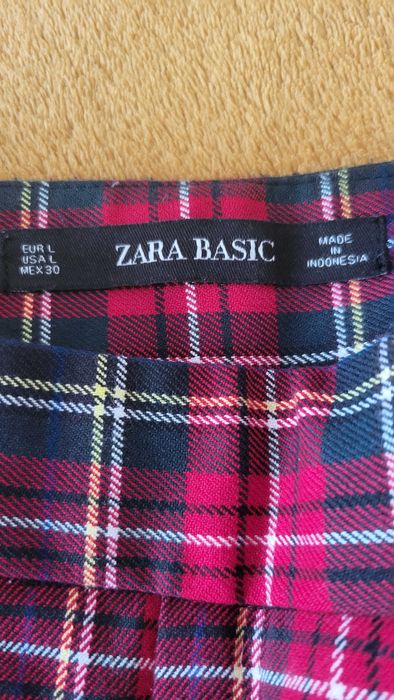 EUR L
USA L
MEX 30
ZARA BASIC
MADE
IN
INDONESIA